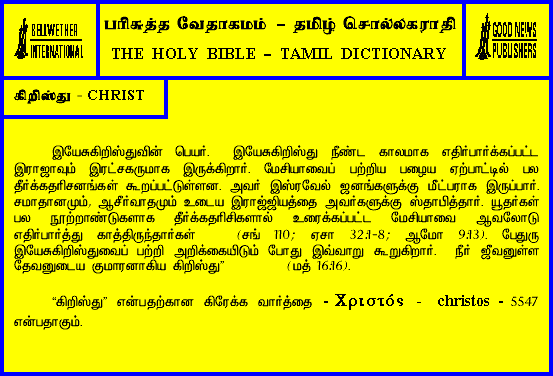 BELLWETHER
INTERNATIONAL
பரிசுத்த வேதாகமம் – தமிழ் சொல்லகராதி
THE HOLY BIBLE – TAMIL DICTIONARY
GOOD NEWS
PUBLISHERS
கிறிஸ்து - CHRIST
இயேசுகிறிஸ்துவின் பெயர். இயேசுகிறிஸ்து நீண்ட காலமாக எதிர்பார்க்கப்பட்ட
இராஜாவும் இரட்சகருமாக இருக்கிறார். மேசியாவைப் பற்றிய பழைய ஏற்பாட்டில் பல
தீர்க்கதரிசனங்கள் கூறப்பட்டுள்ளன. அவர் இஸ்ரவேல் ஜனங்களுக்கு மீட்பராக இருப்பார்.
சமாதானமும், ஆசீர்வாதமும் உடைய இராஜ்ஜியத்தை அவர்களுக்கு ஸ்தாபித்தார். யூதர்கள்
பல நூற்றாண்டுகளாக தீர்க்கதரிசிகளால் உரைக்கப்பட்ட மேசியாவை ஆவலோடு
எதிர்பார்த்து காத்திருந்தார்கள் (சங் 110; ஏசா 32:1-8; ஆமோ 9:13). பேதுரு
இயேசுகிறிஸ்துவைப் பற்றி அறிக்கையிடும் போது இவ்வாறு கூறுகிறார். நீர் ஜீவனுள்ள
தேவனுடைய குமாரனாகிய கிறிஸ்து” (மத் 16:16).
“கிறிஸ்து” என்பதற்கான கிரேக்க வார்த்தை - Χριστός - christos - 5547
என்பதாகும்.